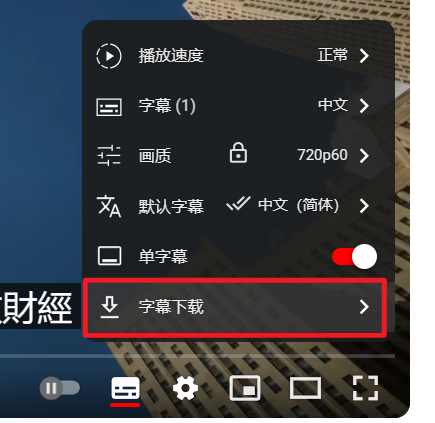 播放速度 正常
字幕 (1) 中文
画质 720p60
默认字幕 中文 (简体)
单字幕
財經
字幕下载